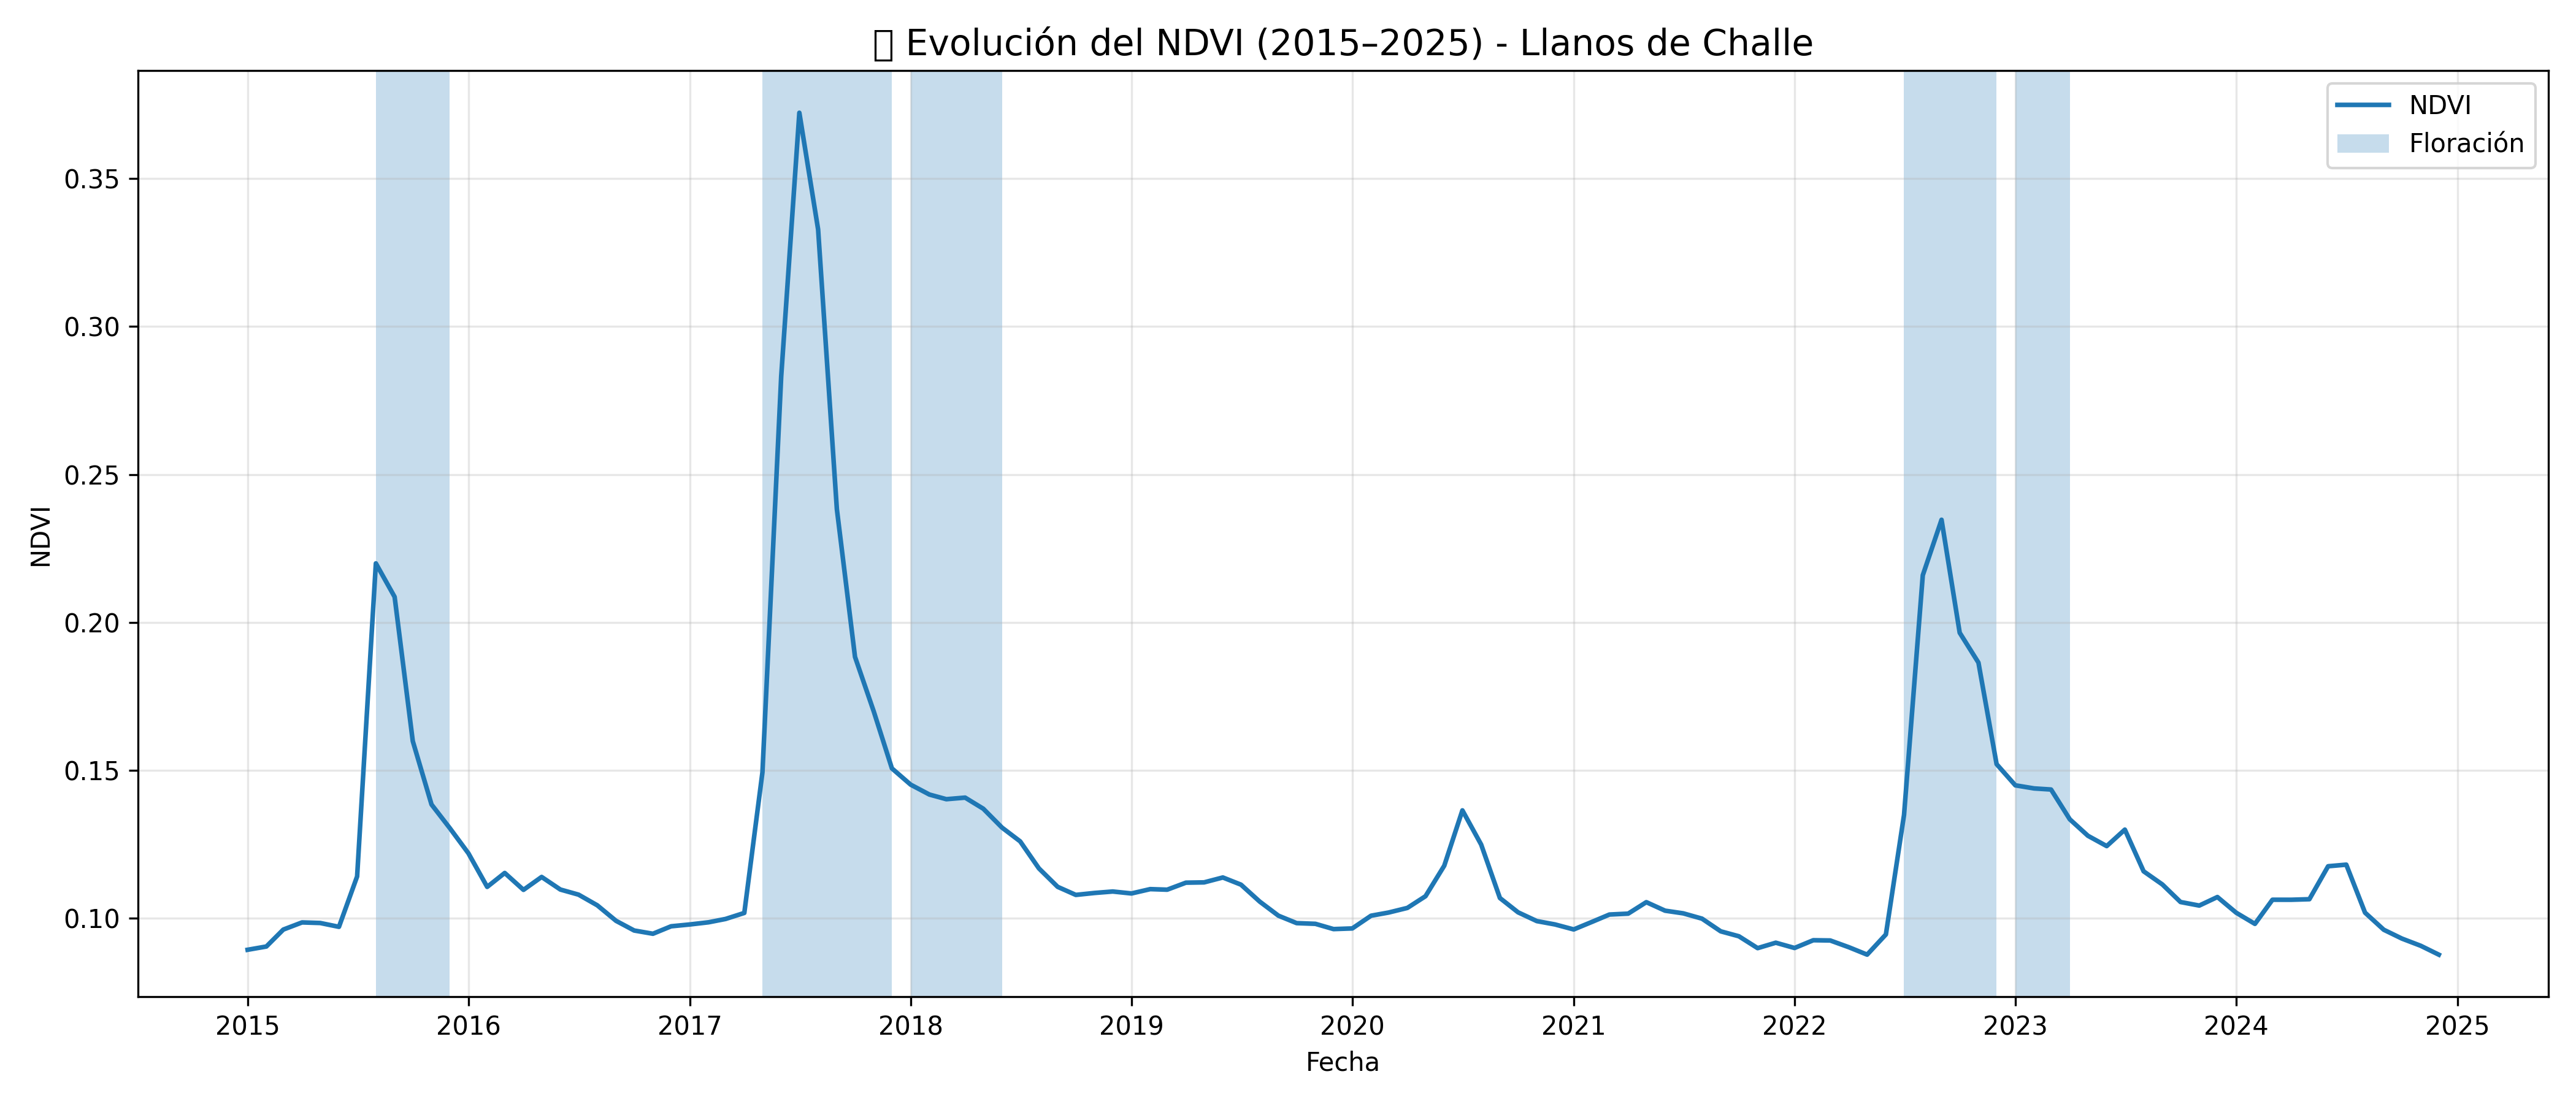 Evolución del NDVI (2015–2025) - Llanos de Challe
NDVI
Floración
0.35
0.30
0.25
0.20
0.15
0.10
NDVI
2015 2016 2017 2018 2019 2020 2021 2022 2023 2024 2025
Fecha